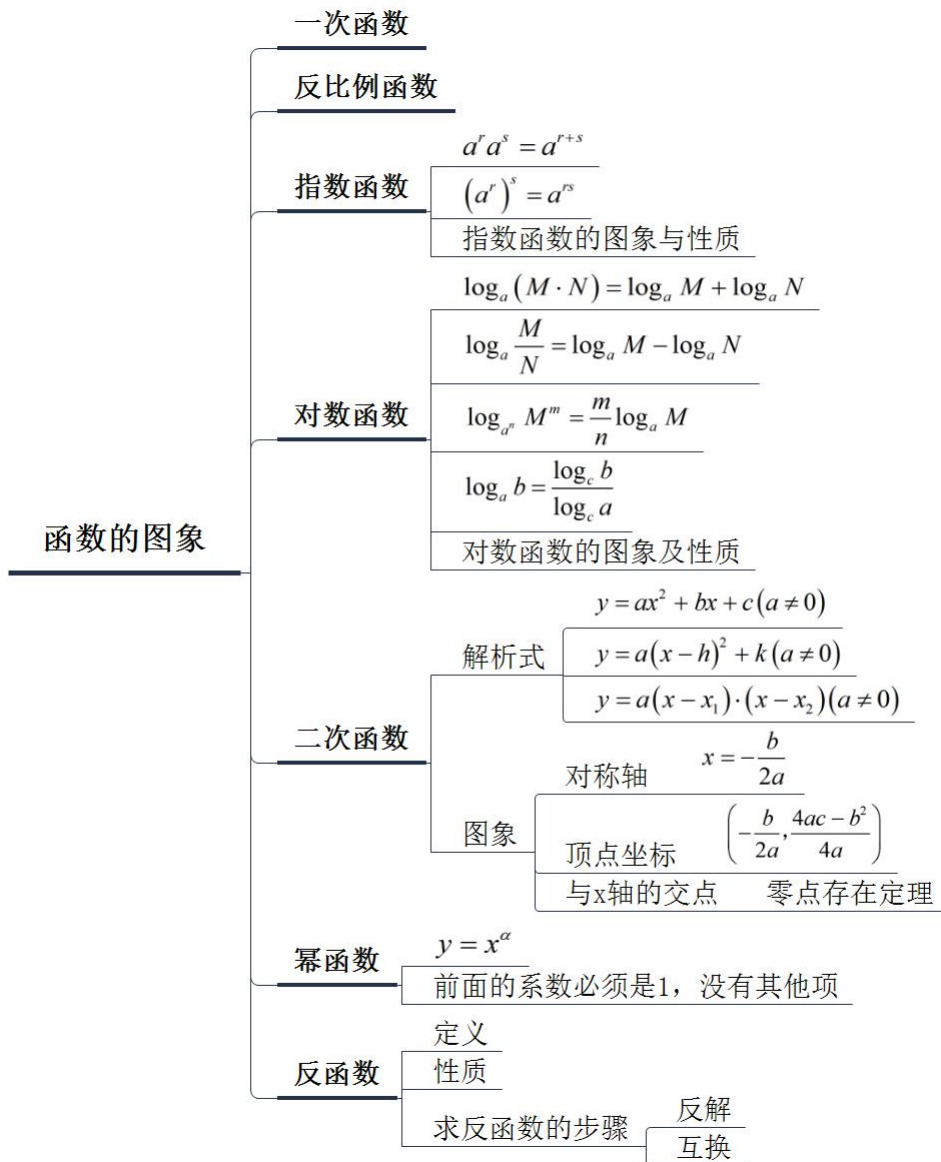 一次函数
反比例函数
指数函数
a^r a^s = a^{r+s}
(a^r)^s = a^{rs}
指数函数的图象与性质
对数函数
log_a (M · N) = log_a M + log_a N
log_a \frac{M}{N} = log_a M − log_a N
log_{a^n} M^m = \frac{m}{n} log_a M
log_a b = \frac{log_c b}{log_c a}
对数函数的图象及性质
函数的图象
二次函数
解析式
y = ax^2 + bx + c (a ≠ 0)
y = a(x − h)^2 + k (a ≠ 0)
y = a(x − x_1) · (x − x_2)(a ≠ 0)
图象
对称轴 x = −\frac{b}{2a}
顶点坐标 (−\frac{b}{2a}, \frac{4ac − b^2}{4a})
与x轴的交点 零点存在定理
幂函数
y = x^α
前面的系数必须是1，没有其他项
反函数
定义
性质
求反函数的步骤
反解
互换